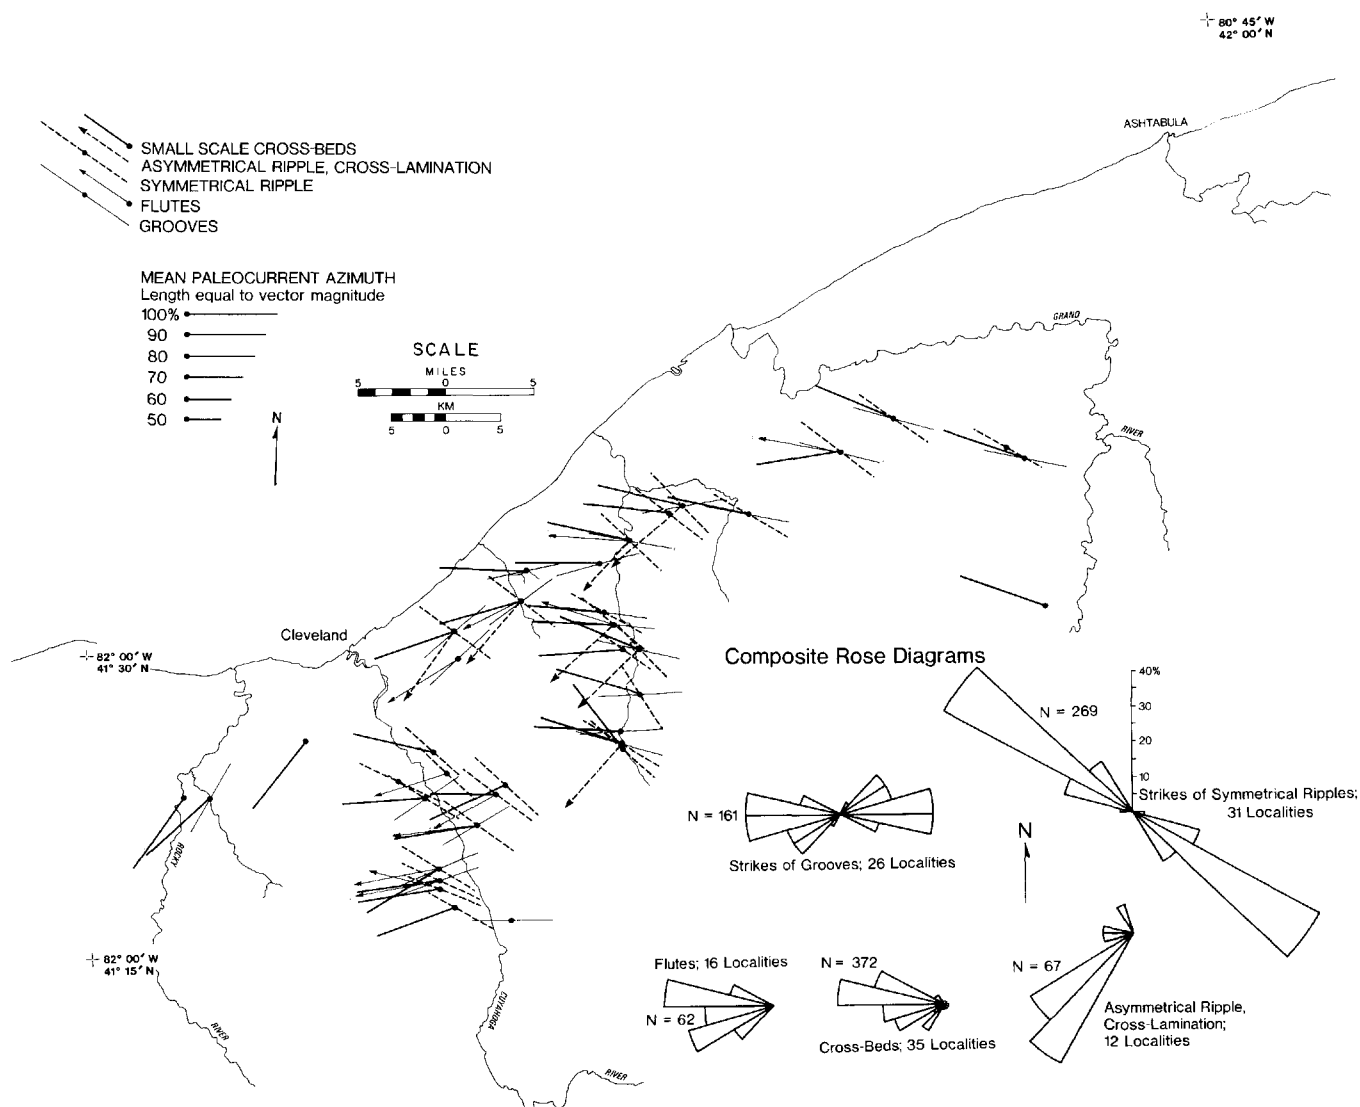 80° 45′ W
42° 00′ N
ASHTABULA
SMALL SCALE CROSS-BEDS
ASYMMETRICAL RIPPLE, CROSS-LAMINATION
SYMMETRICAL RIPPLE
FLUTES
GROOVES
MEAN PALEOCURRENT AZIMUTH
Length equal to vector magnitude
100%
90
80
70
60
50
N
SCALE
MILES
5 0 5
KM
5 0 5
GRAND
RIVER
Cleveland
82° 00′ W
41° 30′ N
Composite Rose Diagrams
40%
30
20
10
N = 269
Strikes of Symmetrical Ripples;
31 Localities
N = 161
Strikes of Grooves; 26 Localities
N
ROCKY
82° 00′ W
41° 15′ N
Flutes; 16 Localities
N = 62
N = 372
Cross-Beds; 35 Localities
N = 67
Asymmetrical Ripple,
Cross-Lamination;
12 Localities
CUYAHOGA
RIVER
RIVER